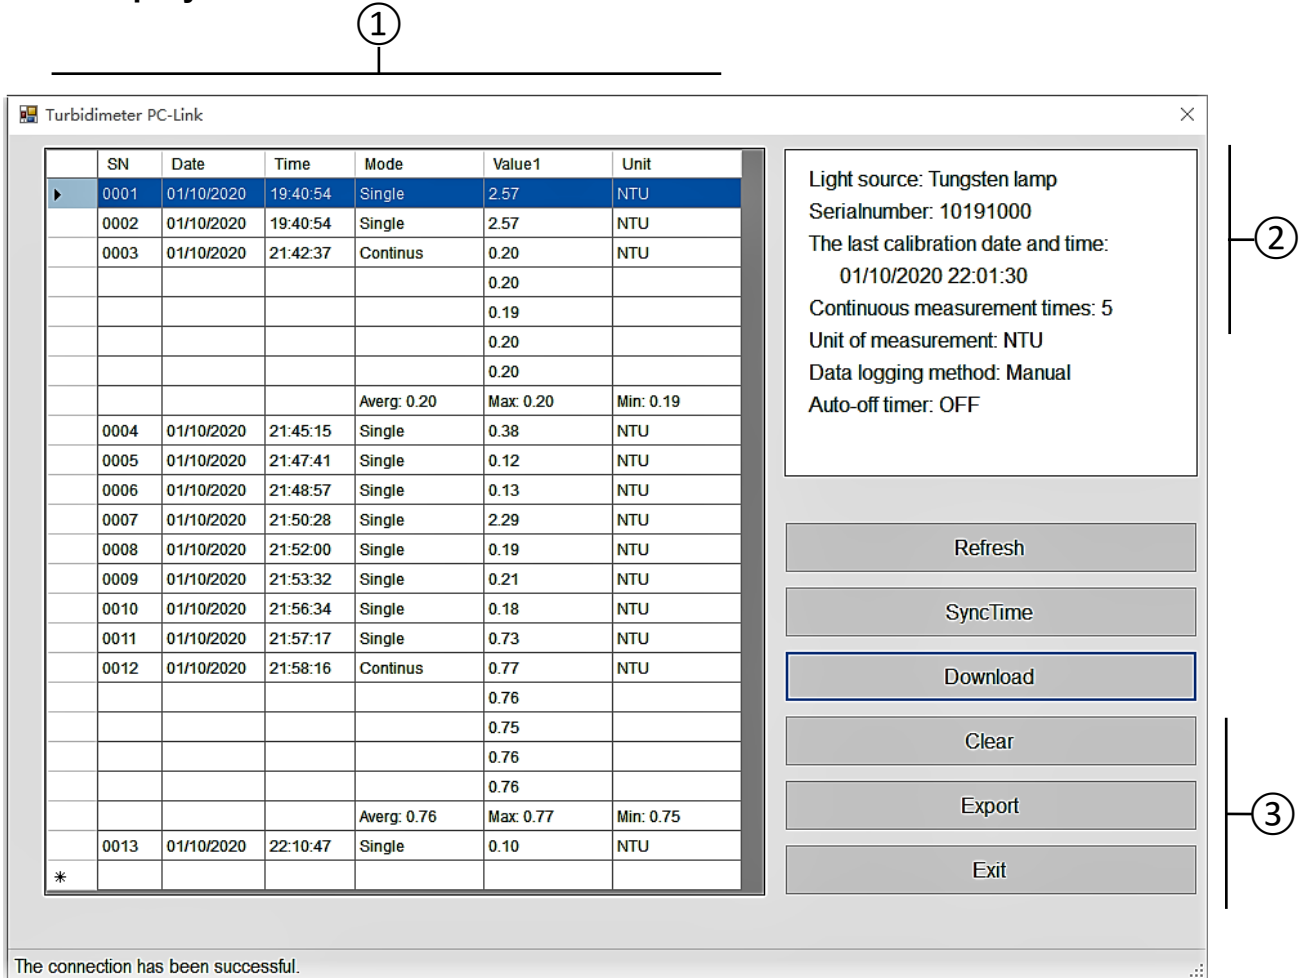 ①
Turbidimeter PC-Link
SN Date Time Mode Value1 Unit
0001 01/10/2020 19:40:54 Single 2.57 NTU
0002 01/10/2020 19:40:54 Single 2.57 NTU
0003 01/10/2020 21:42:37 Continus 0.20 NTU
0.20
0.19
0.20
0.20
Averg: 0.20 Max: 0.20 Min: 0.19
0004 01/10/2020 21:45:15 Single 0.38 NTU
0005 01/10/2020 21:47:41 Single 0.12 NTU
0006 01/10/2020 21:48:57 Single 0.13 NTU
0007 01/10/2020 21:50:28 Single 2.29 NTU
0008 01/10/2020 21:52:00 Single 0.19 NTU
0009 01/10/2020 21:53:32 Single 0.21 NTU
0010 01/10/2020 21:56:34 Single 0.18 NTU
0011 01/10/2020 21:57:17 Single 0.73 NTU
0012 01/10/2020 21:58:16 Continus 0.77 NTU
0.76
0.75
0.76
0.76
Averg: 0.76 Max: 0.77 Min: 0.75
0013 01/10/2020 22:10:47 Single 0.10 NTU
*
Light source: Tungsten lamp
Serialnumber: 10191000
The last calibration date and time:
01/10/2020 22:01:30
Continuous measurement times: 5
Unit of measurement: NTU
Data logging method: Manual
Auto-off timer: OFF
②
Refresh
SyncTime
Download
Clear
Export
Exit
③
The connection has been successful.